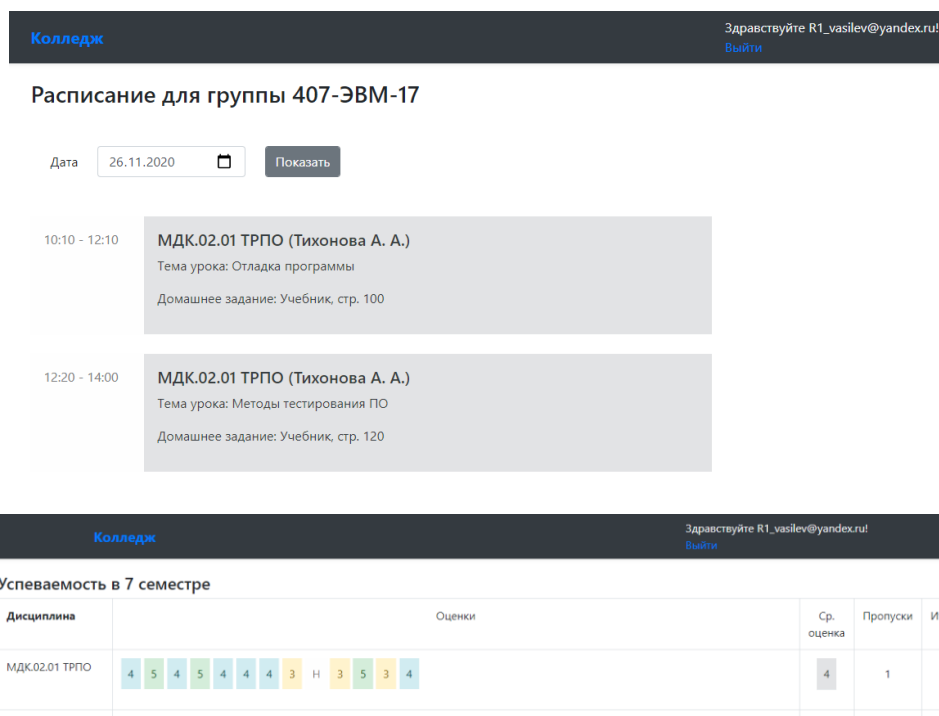 Колледж
Здравствуйте R1_vasilev@yandex.ru!
Выйти
Расписание для группы 407-ЭВМ-17
Дата 26.11.2020 Показать
10:10 - 12:10 МДК.02.01 ТРПО (Тихонова А. А.)
Тема урока: Отладка программы
Домашнее задание: Учебник, стр. 100
12:20 - 14:00 МДК.02.01 ТРПО (Тихонова А. А.)
Тема урока: Методы тестирования ПО
Домашнее задание: Учебник, стр. 120
Колледж
Здравствуйте R1_vasilev@yandex.ru!
Выйти
Успеваемость в 7 семестре
Дисциплина Оценки Ср. оценка Пропуски И
МДК.02.01 ТРПО 4 5 4 5 4 4 4 3 Н 3 5 3 4 4 1